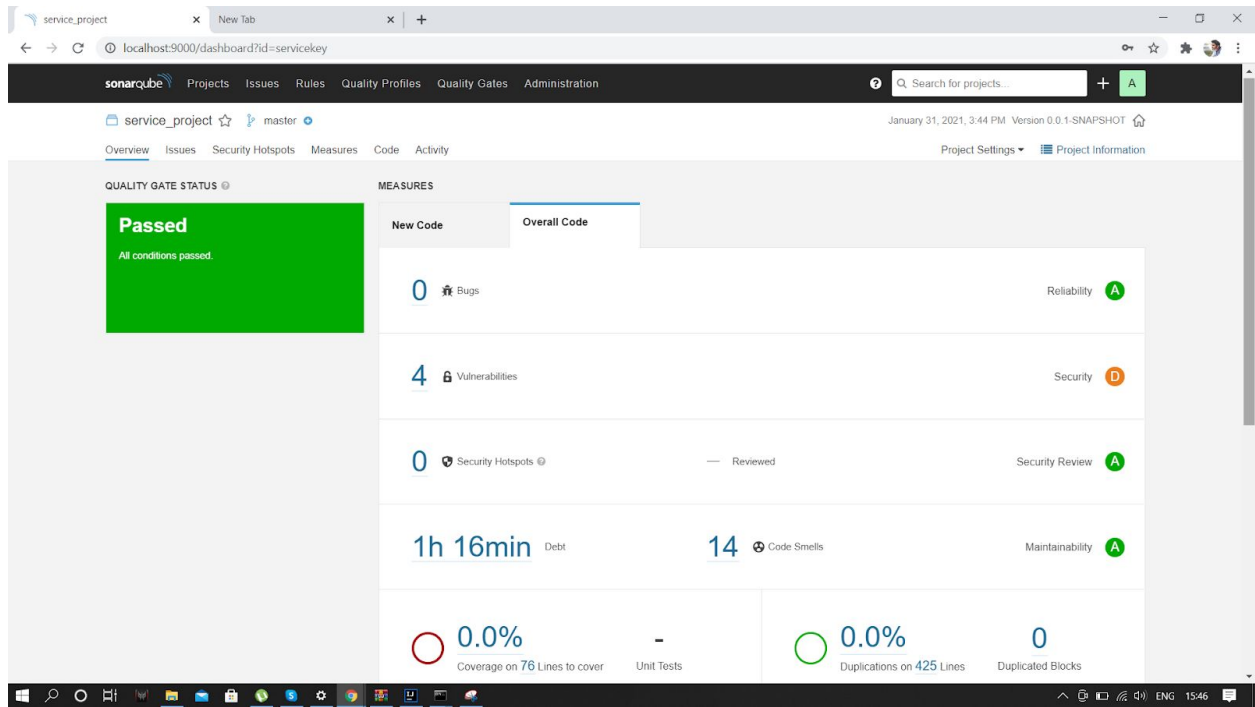 service_project
New Tab
localhost:9000/dashboard?id=servicekey
sonarqube Projects Issues Rules Quality Profiles Quality Gates Administration
Search for projects...
A
service_project master
January 31, 2021, 3:44 PM Version 0.0.1-SNAPSHOT
Overview Issues Security Hotspots Measures Code Activity
Project Settings Project Information
QUALITY GATE STATUS
MEASURES
Passed
All conditions passed.
New Code
Overall Code
0 Bugs
Reliability A
4 Vulnerabilities
Security D
0 Security Hotspots
— Reviewed
Security Review A
1h 16min Debt
14 Code Smells
Maintainability A
0.0%
Coverage on 76 Lines to cover
-
Unit Tests
0.0%
Duplications on 425 Lines
0
Duplicated Blocks
ENG 15:46